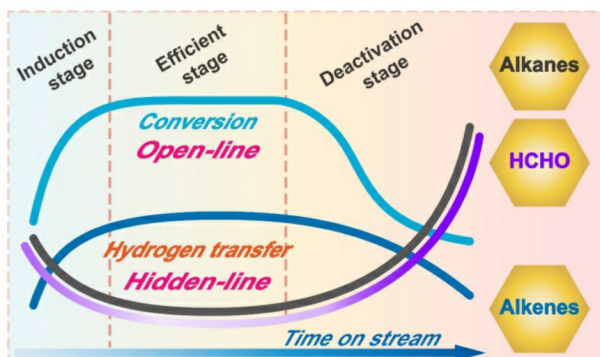 Induction
stage
Efficient
stage
Deactivation
stage
Alkanes
Conversion
Open-line
HCHO
Hydrogen transfer
Hidden-line
Alkenes
Time on stream